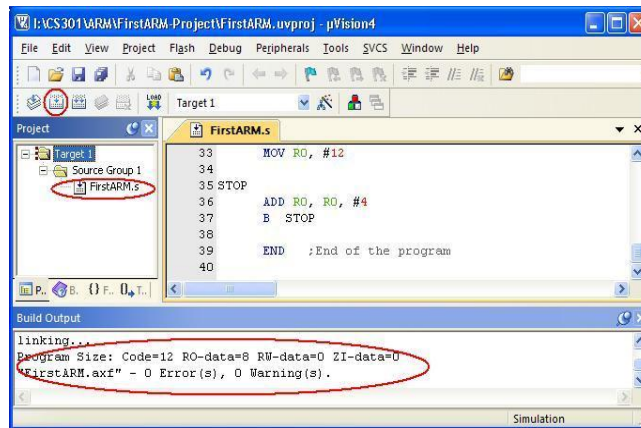 I:\CS301\ARM\FirstARM-Project\FirstARM.uvproj - µVision4
File Edit View Project Flash Debug Peripherals Tools SVCS Window Help
LOAD Target 1
Project
FirstARM.s
Target 1
Source Group 1
FirstARM.s
33 MOV R0, #12
34
35 STOP
36 ADD R0, R0, #4
37 B STOP
38
39 END ;End of the program
40
P... B. {} F... 0 T...
Build Output
linking...
Program Size: Code=12 RO-data=8 RW-data=0 ZI-data=0
"FirstARM.axf" - 0 Error(s), 0 Warning(s).
Simulation